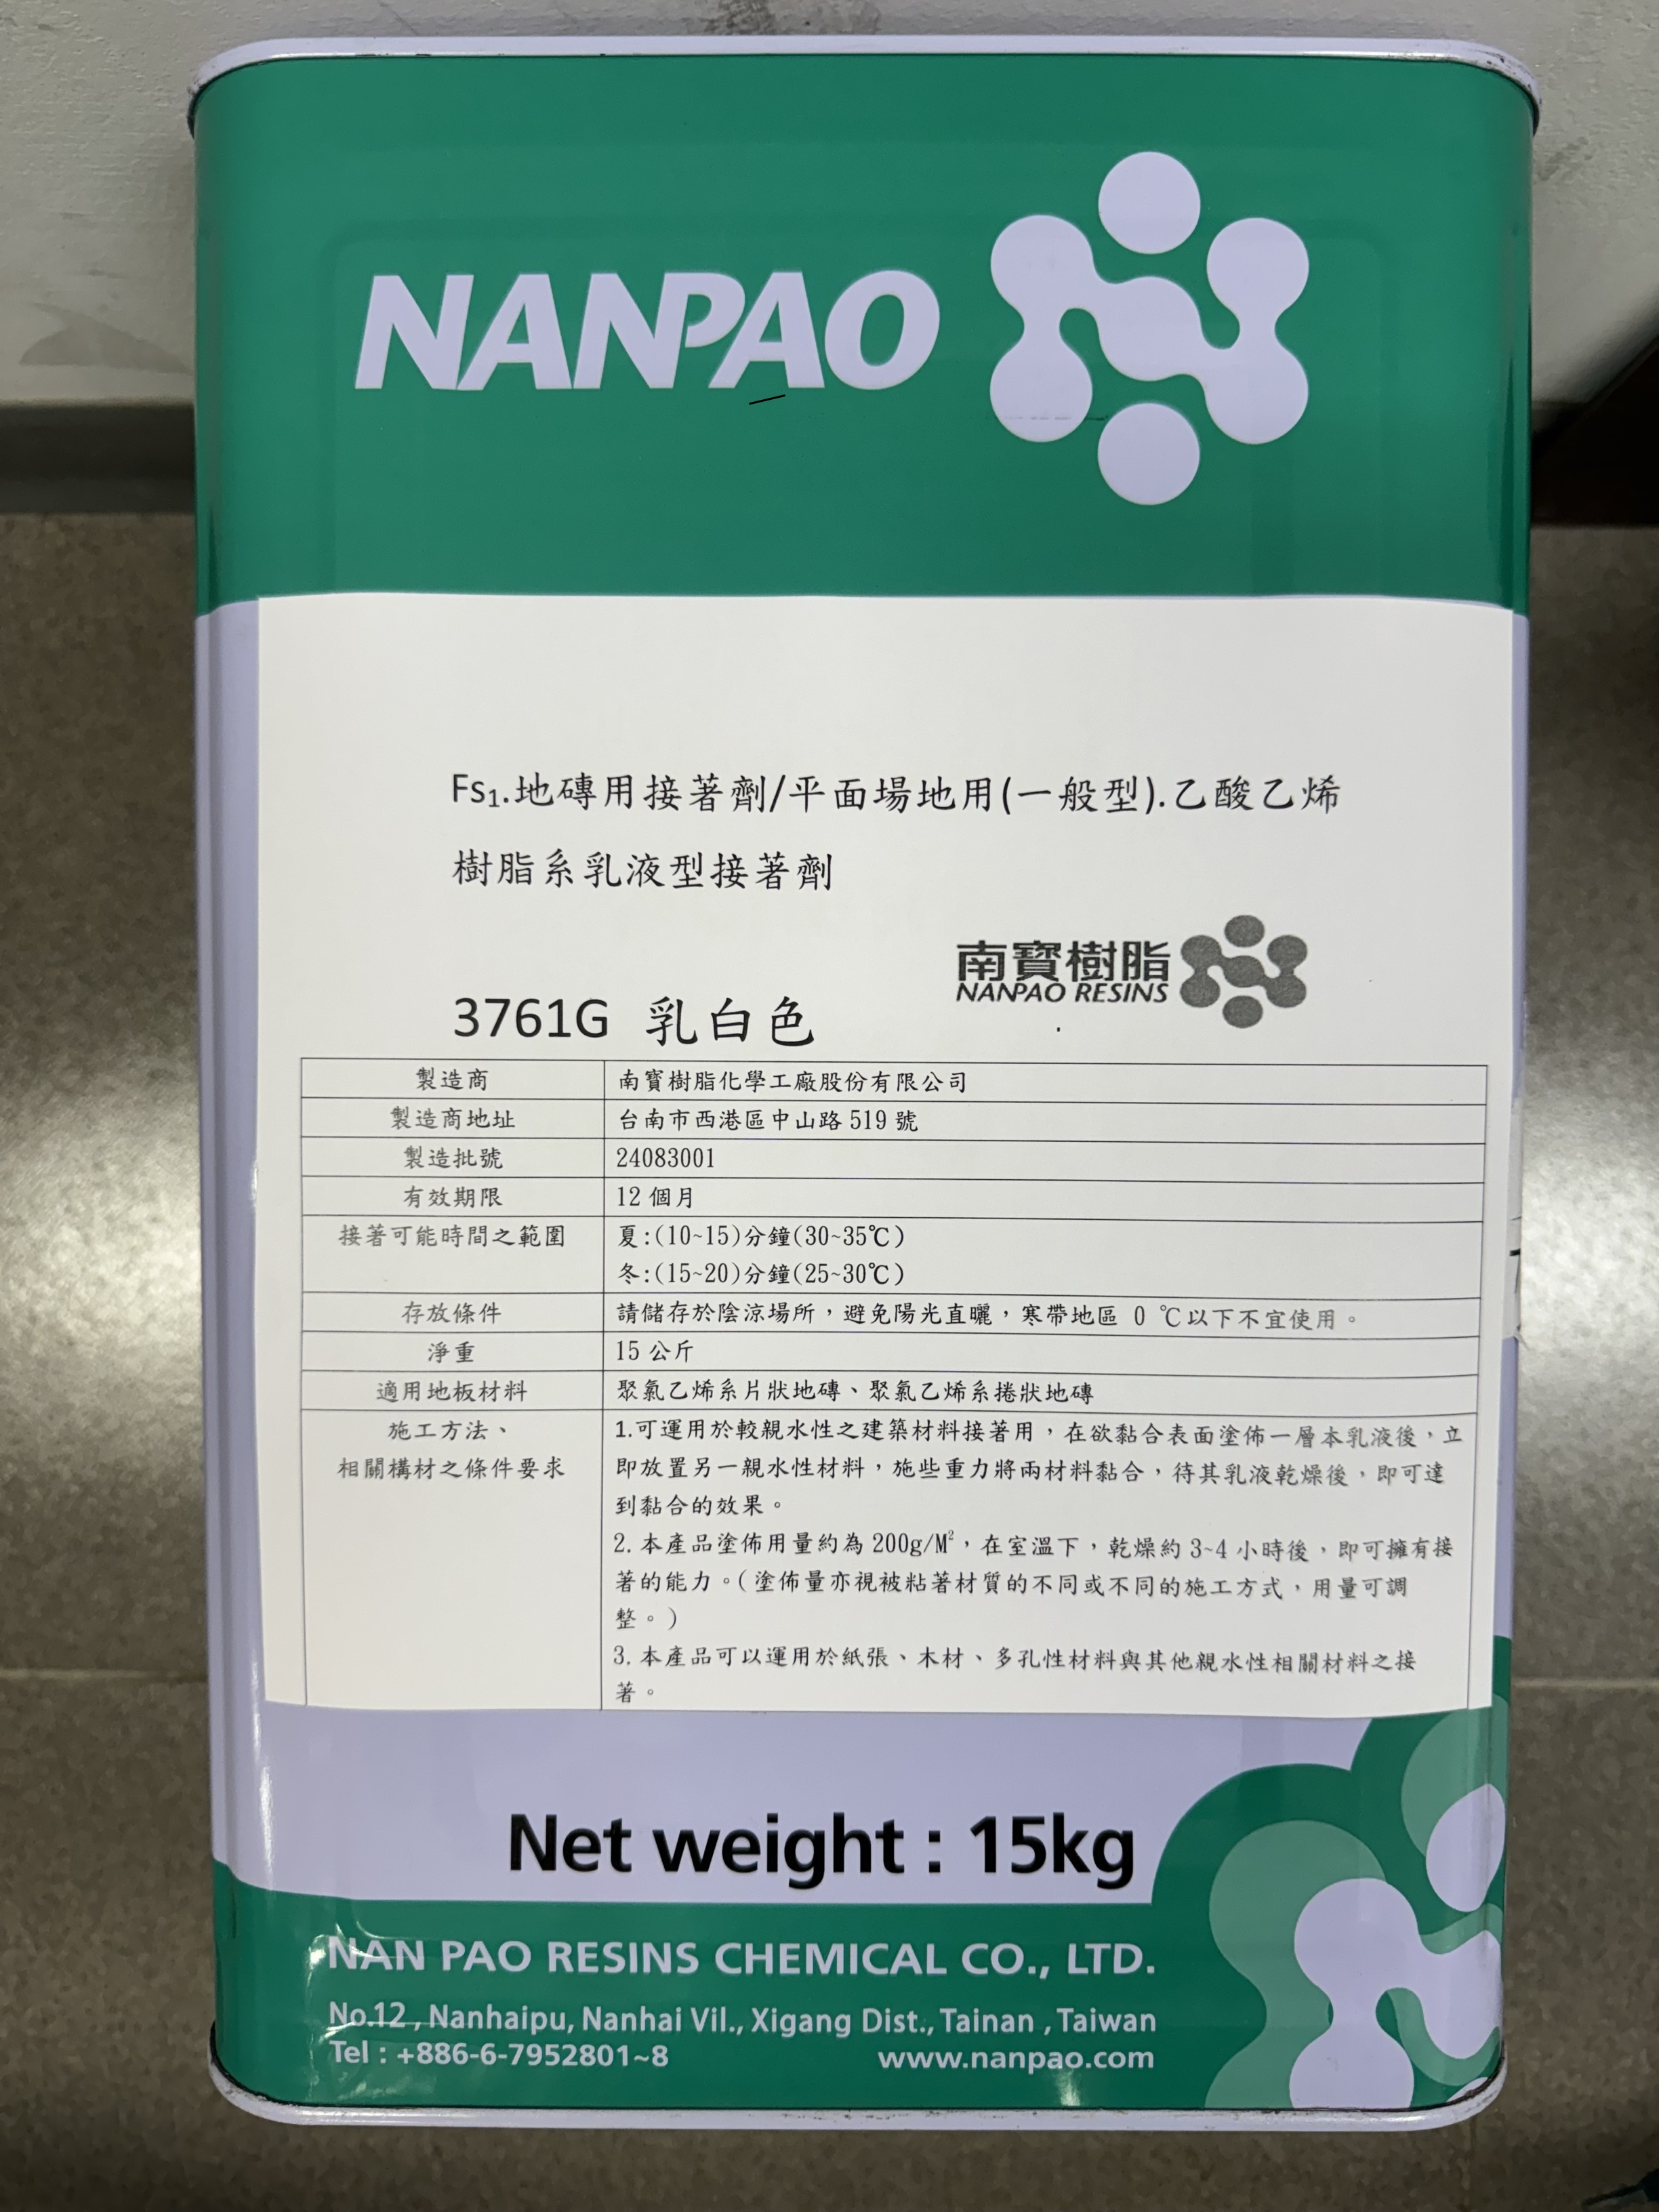 NANPAO
Fs1.地磚用接著劑/平面場地用(一般型).乙酸乙烯
樹脂系乳液型接著劑
南寶樹脂
NANPAO RESINS
3761G 乳白色
製造商 南寶樹脂化學工廠股份有限公司
製造商地址 台南市西港區中山路 519 號
製造批號 24083001
有效期限 12 個月
接著可能時間之範圍 夏:(10~15)分鐘(30~35℃)
冬:(15~20)分鐘(25~30℃)
存放條件 請儲存於陰涼場所，避免陽光直曬，寒帶地區 0 ℃以下不宜使用。
淨重 15 公斤
適用地板材料 聚氯乙烯系片狀地磚、聚氯乙烯系捲狀地磚
施工方法、 1.可運用於較親水性之建築材料接著用，在欲黏合表面塗佈一層本乳液後，立
相關構材之條件要求 即放置另一親水性材料，施些重力將兩材料黏合，待其乳液乾燥後，即可達
到黏合的效果。
2. 本產品塗佈用量約為 200g/M²，在室溫下，乾燥約 3~4 小時後，即可擁有接
著的能力。(塗佈量亦視被粘著材質的不同或不同的施工方式，用量可調
整。)
3. 本產品可以運用於紙張、木材、多孔性材料與其他親水性相關材料之接
著。
Net weight : 15kg
NAN PAO RESINS CHEMICAL CO., LTD.
No.12 , Nanhaipu, Nanhai Vil., Xigang Dist., Tainan , Taiwan
Tel : +886-6-7952801~8 www.nanpao.com